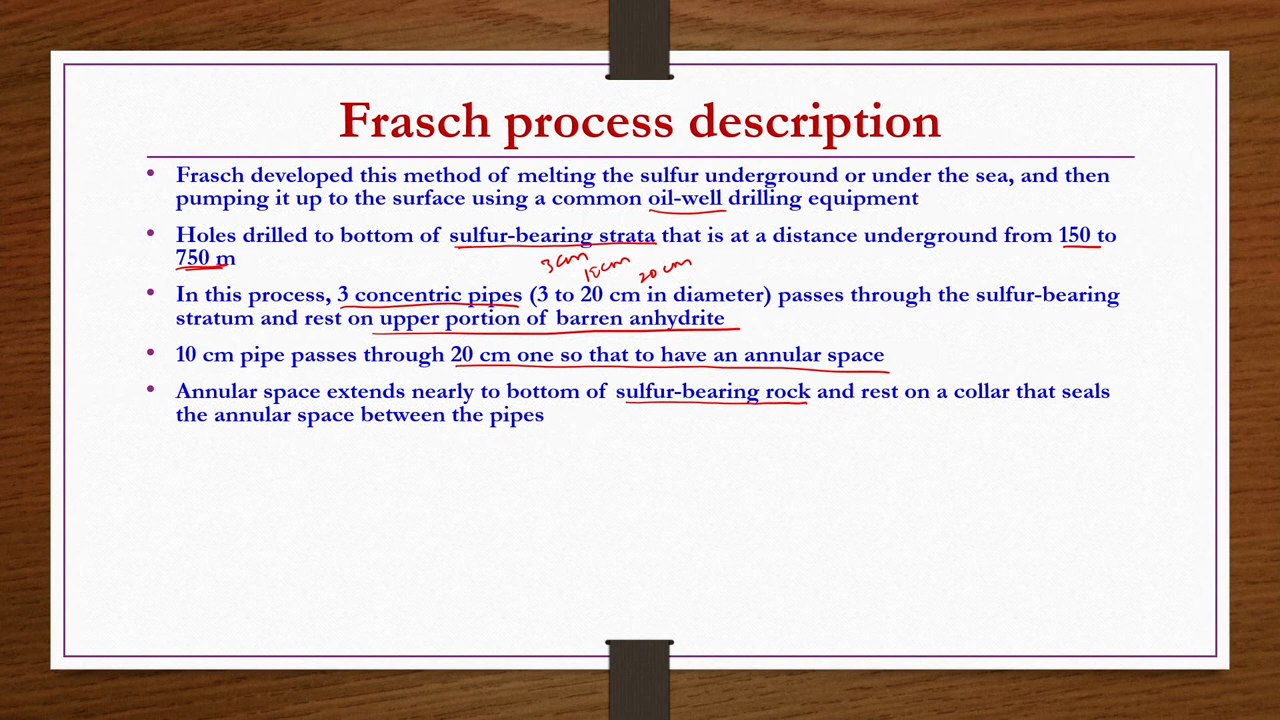 Frasch process description
• Frasch developed this method of melting the sulfur underground or under the sea, and then
pumping it up to the surface using a common oil-well drilling equipment
• Holes drilled to bottom of sulfur-bearing strata that is at a distance underground from 150 to
750 m
3 cm 10 cm 20 cm
• In this process, 3 concentric pipes (3 to 20 cm in diameter) passes through the sulfur-bearing
stratum and rest on upper portion of barren anhydrite
• 10 cm pipe passes through 20 cm one so that to have an annular space
• Annular space extends nearly to bottom of sulfur-bearing rock and rest on a collar that seals
the annular space between the pipes